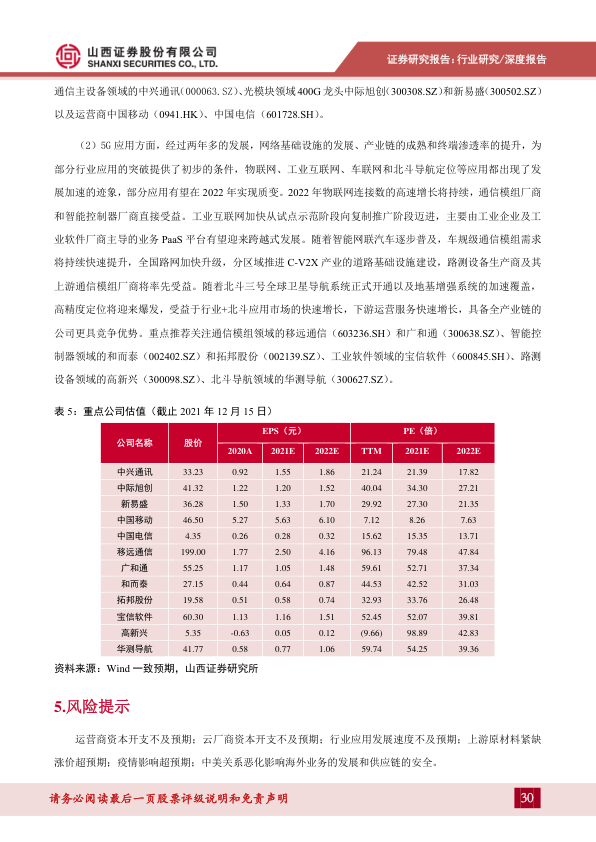 山西证券股份有限公司
SHANXI SECURITIES CO., LTD.
证券研究报告：行业研究/深度报告
通信主设备领域的中兴通讯（000063.SZ）、光模块领域 400G 龙头中际旭创（300308.SZ）和新易盛（300502.SZ）
以及运营商中国移动（0941.HK）、中国电信（601728.SH）。
（2）5G 应用方面，经过两年多的发展，网络基础设施的发展、产业链的成熟和终端渗透率的提升，为
部分行业应用的突破提供了初步的条件，物联网、工业互联网、车联网和北斗导航定位等应用都出现了发
展加速的迹象，部分应用有望在 2022 年实现质变。2022 年物联网连接数的高速增长将持续，通信模组厂商
和智能控制器厂商直接受益。工业互联网加快从试点示范阶段向复制推广阶段迈进，主要由工业企业及工
业软件厂商主导的业务 PaaS 平台有望迎来跨越式发展。随着智能网联汽车逐步普及，车规级通信模组需求
将持续快速提升，全国路网加快升级，分区域推进 C-V2X 产业的道路基础设施建设，路测设备生产商及其
上游通信模组厂商将率先受益。随着北斗三号全球卫星导航系统正式开通以及地基增强系统的加速覆盖，
高精度定位将迎来爆发，受益于行业+北斗应用市场的快速增长，下游运营服务快速增长，具备全产业链的
公司更具竞争优势。重点推荐关注通信模组领域的移远通信（603236.SH）和广和通（300638.SZ）、智能控
制器领域的和而泰（002402.SZ）和拓邦股份（002139.SZ）、工业软件领域的宝信软件（600845.SH）、路测
设备领域的高新兴（300098.SZ）、北斗导航领域的华测导航（300627.SZ）。
表 5：重点公司估值（截止 2021 年 12 月 15 日）
公司名称 股价 EPS（元） PE（倍）
2020A 2021E 2022E TTM 2021E 2022E
中兴通讯 33.23 0.92 1.55 1.86 21.24 21.39 17.82
中际旭创 41.32 1.22 1.20 1.52 40.04 34.30 27.21
新易盛 36.28 1.50 1.33 1.70 29.92 27.30 21.35
中国移动 46.50 5.27 5.63 6.10 7.12 8.26 7.63
中国电信 4.35 0.26 0.28 0.32 15.62 15.35 13.71
移远通信 199.00 1.77 2.50 4.16 96.13 79.48 47.84
广和通 55.25 1.17 1.05 1.48 59.61 52.71 37.34
和而泰 27.15 0.44 0.64 0.87 44.53 42.52 31.03
拓邦股份 19.58 0.51 0.58 0.74 32.93 33.76 26.48
宝信软件 60.30 1.13 1.16 1.51 52.45 52.07 39.81
高新兴 5.35 -0.63 0.05 0.12 (9.66) 98.89 42.83
华测导航 41.77 0.58 0.77 1.06 59.74 54.25 39.36
资料来源：Wind 一致预期，山西证券研究所
5.风险提示
运营商资本开支不及预期；云厂商资本开支不及预期；行业应用发展速度不及预期；上游原材料紧缺
涨价超预期；疫情影响超预期；中美关系恶化影响海外业务的发展和供应链的安全。
请务必阅读最后一页股票评级说明和免责声明
30